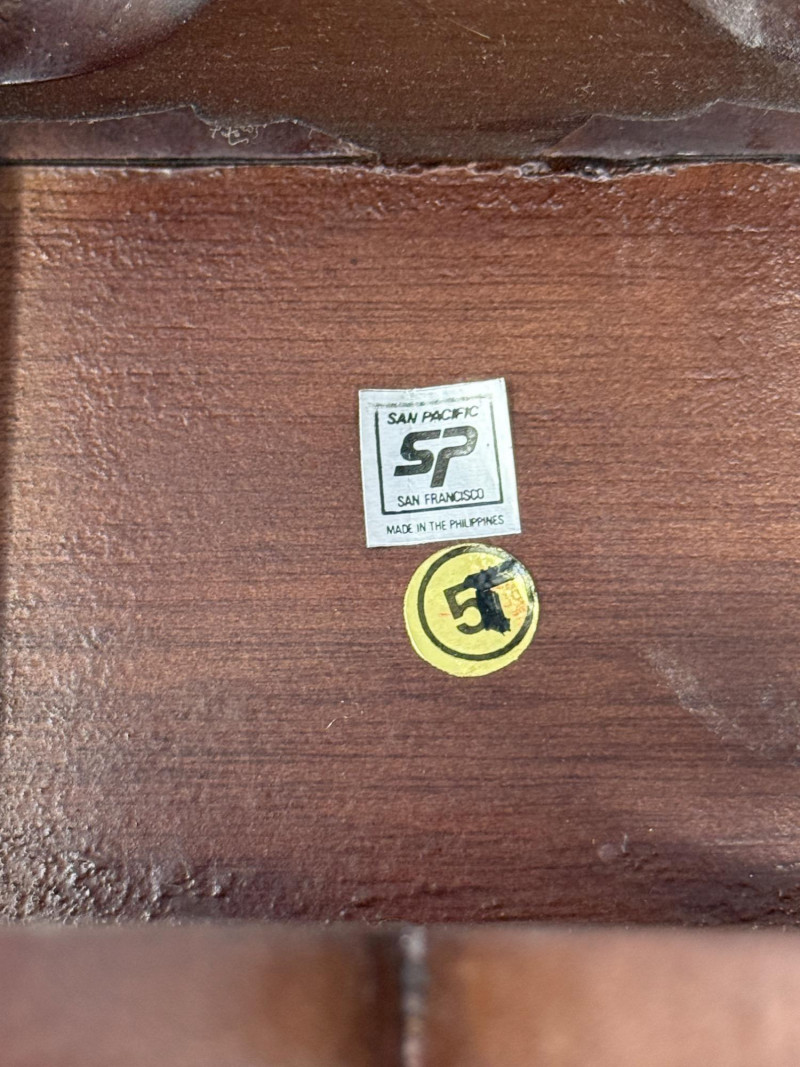 SAN PACIFIC
SP
SAN FRANCISCO
MADE IN THE PHILIPPINES
5